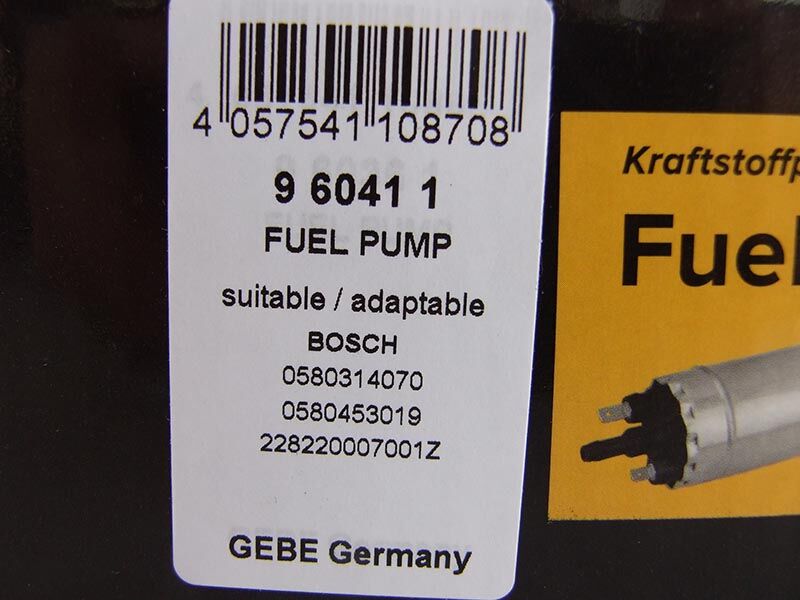 4 057541 108708
9 6041 1
FUEL PUMP
suitable / adaptable
BOSCH
0580314070
0580453019
228220007001Z
GEBE Germany
Kraftstoffp
Fuel